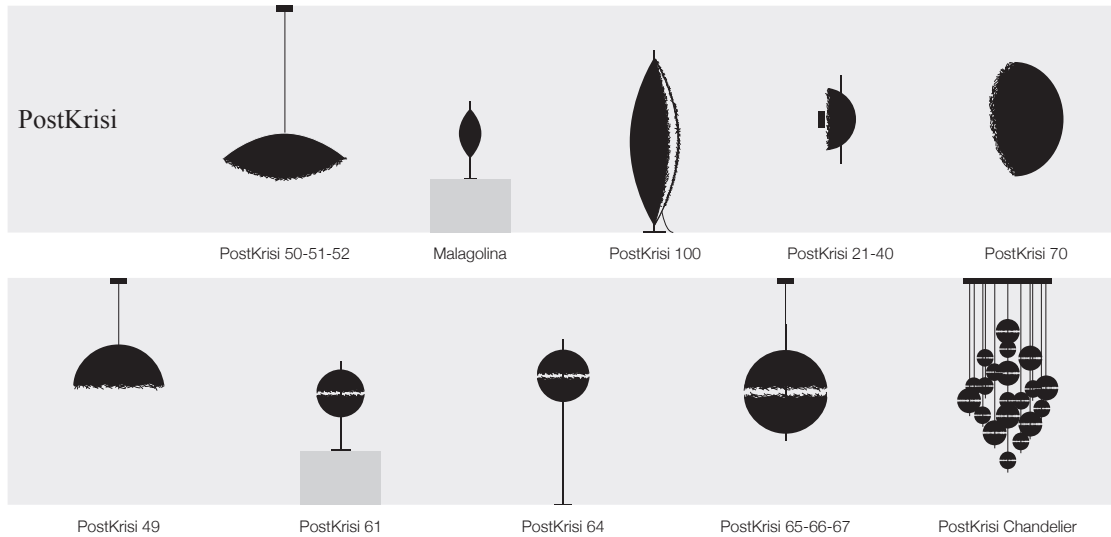 PostKrisi
PostKrisi 50-51-52
Malagolina
PostKrisi 100
PostKrisi 21-40
PostKrisi 70
PostKrisi 49
PostKrisi 61
PostKrisi 64
PostKrisi 65-66-67
PostKrisi Chandelier